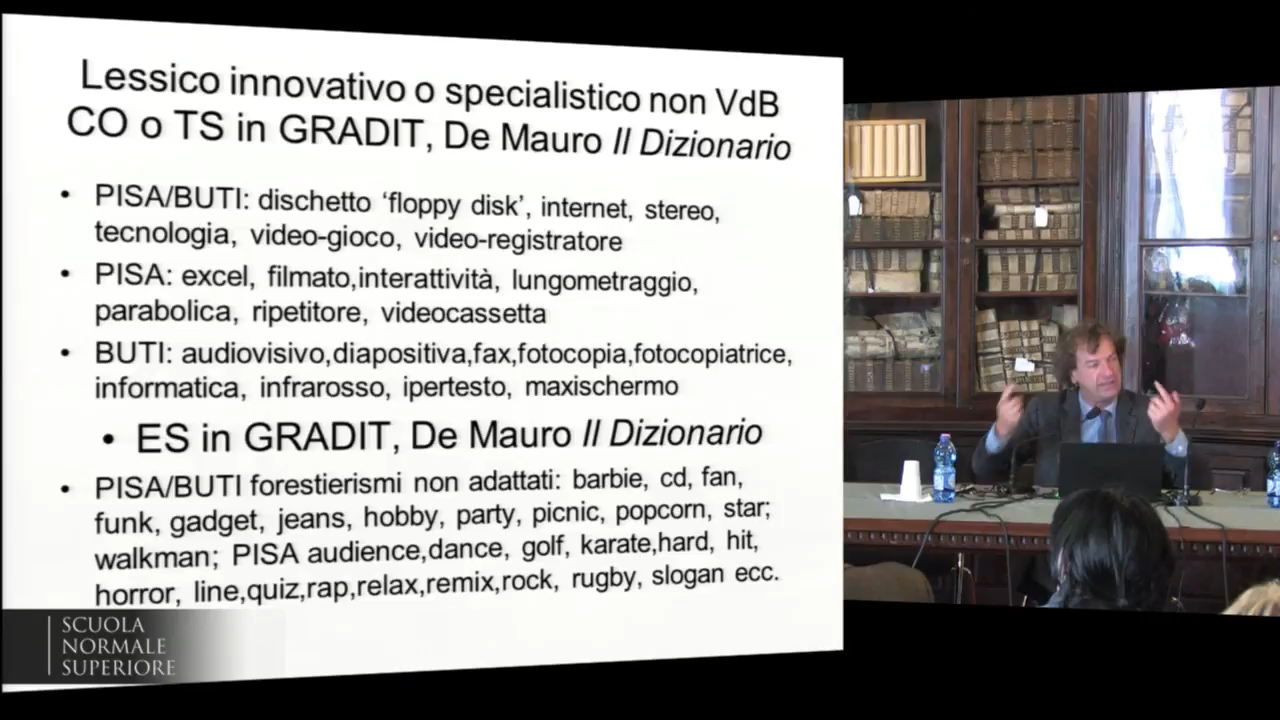 Lessico innovativo o specialistico non VdB
CO o TS in GRADIT, De Mauro Il Dizionario
• PISA/BUTI: dischetto ‘floppy disk’, internet, stereo,
tecnologia, video-gioco, video-registratore
• PISA: excel, filmato,interattività, lungometraggio,
parabolica, ripetitore, videocassetta
• BUTI: audiovisivo,diapositiva,fax,fotocopia,fotocopiatrice,
informatica, infrarosso, ipertesto, maxischermo
• ES in GRADIT, De Mauro Il Dizionario
• PISA/BUTI forestierismi non adattati: barbie, cd, fan,
funk, gadget, jeans, hobby, party, picnic, popcorn, star;
walkman; PISA audience,dance, golf, karate,hard, hit,
horror, line,quiz,rap,relax,remix,rock, rugby, slogan ecc.
SCUOLA
NORMALE
SUPERIORE